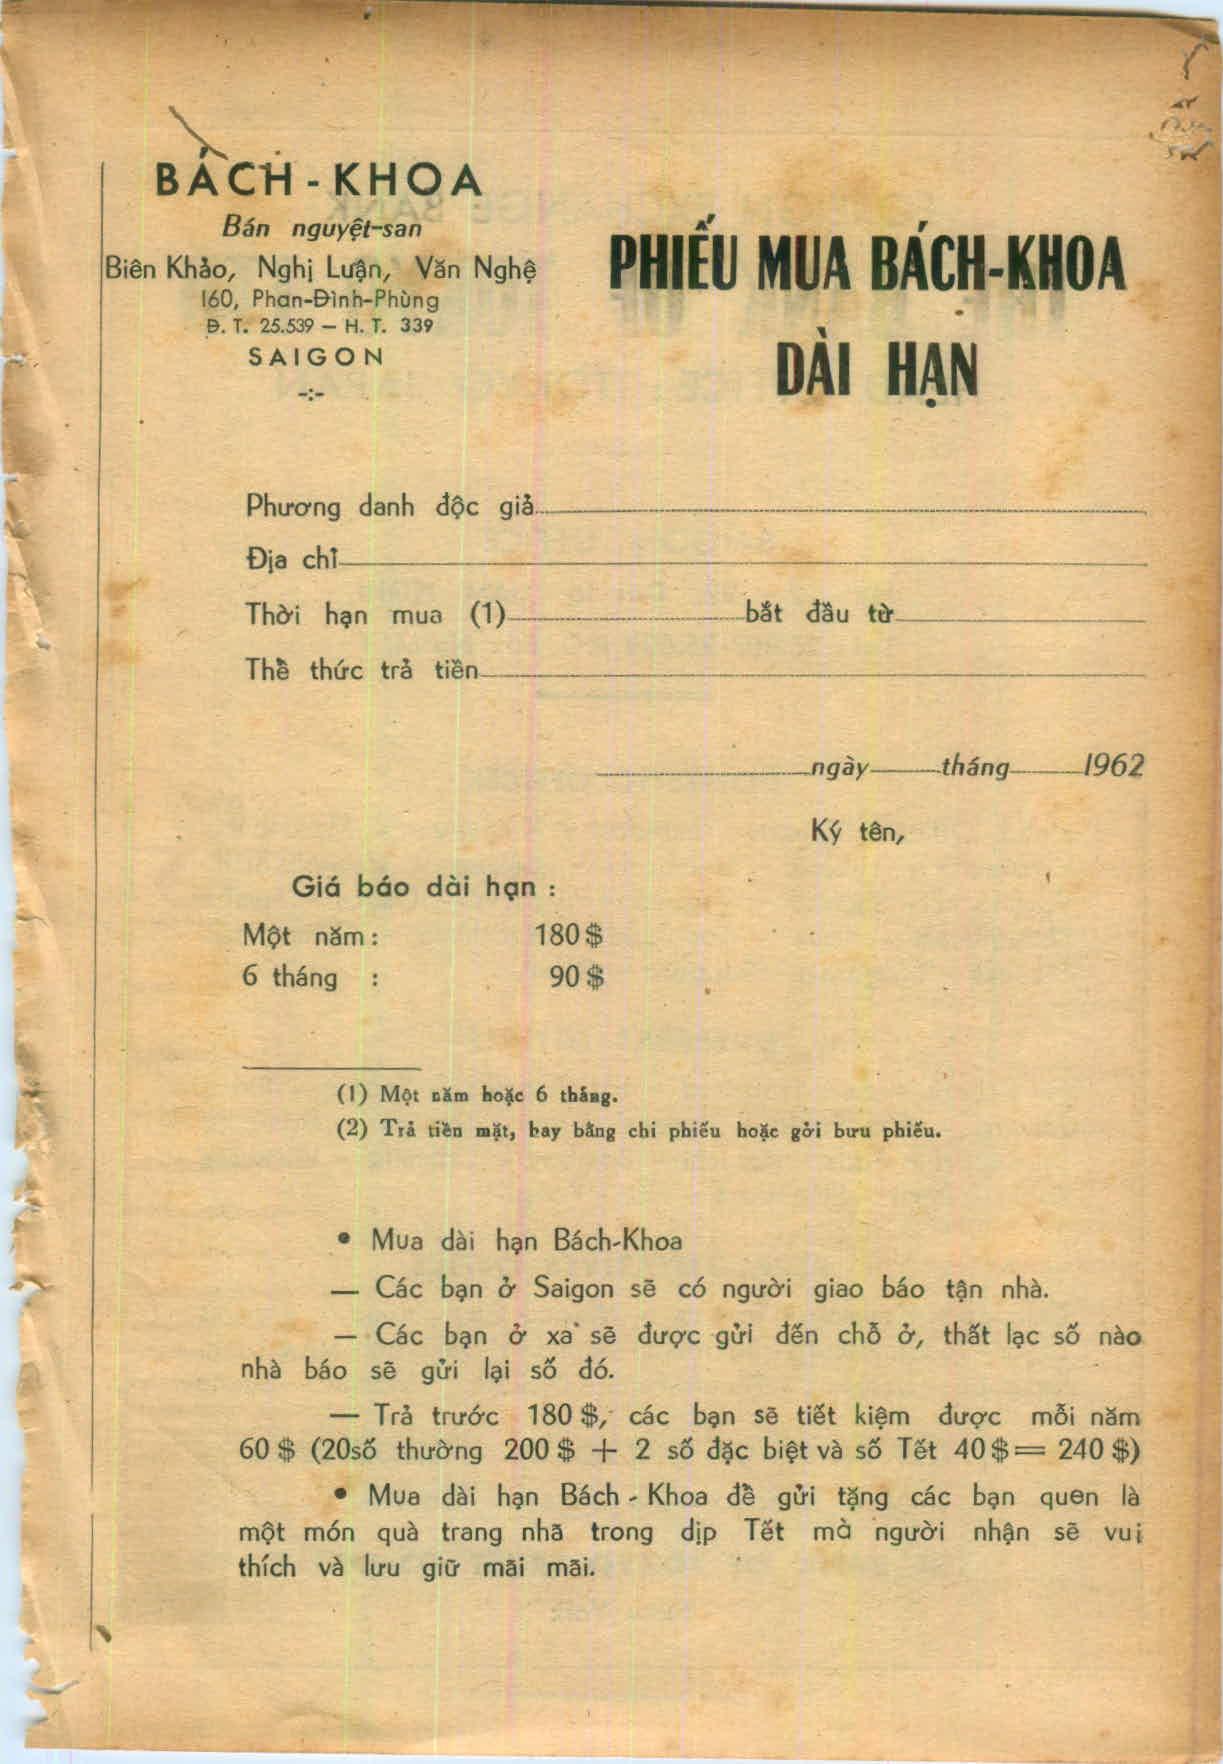 BÁCH - KHOA
Bán nguyệt-san
Biên Khảo, Nghị Luận, Văn Nghệ
160, Phan-Đình-Phùng
Đ. T. 25.539 — H. T. 339
SAIGON
-:-
PHIẾU MUA BÁCH-KHOA
DÀI HẠN
Phương danh độc giả
Địa chỉ
Thời hạn mua (1) bắt đầu từ
Thể thức trả tiền
ngày tháng 1962
Ký tên,
Giá báo dài hạn :
Một năm : 180 $
6 tháng : 90 $
(1) Một năm hoặc 6 tháng.
(2) Trả tiền mặt, hay bằng chi phiếu hoặc gởi bưu phiếu.
• Mua dài hạn Bách-Khoa
— Các bạn ở Saigon sẽ có người giao báo tận nhà.
— Các bạn ở xa sẽ được gửi đến chỗ ở, thất lạc số nào
nhà báo sẽ gửi lại số đó.
— Trả trước 180 $, các bạn sẽ tiết kiệm được mỗi năm
60 $ (20số thường 200 $ + 2 số đặc biệt và số Tết 40 $ = 240 $)
• Mua dài hạn Bách - Khoa để gửi tặng các bạn quen là
một món quà trang nhã trong dịp Tết mà người nhận sẽ vui
thích và lưu giữ mãi mãi.